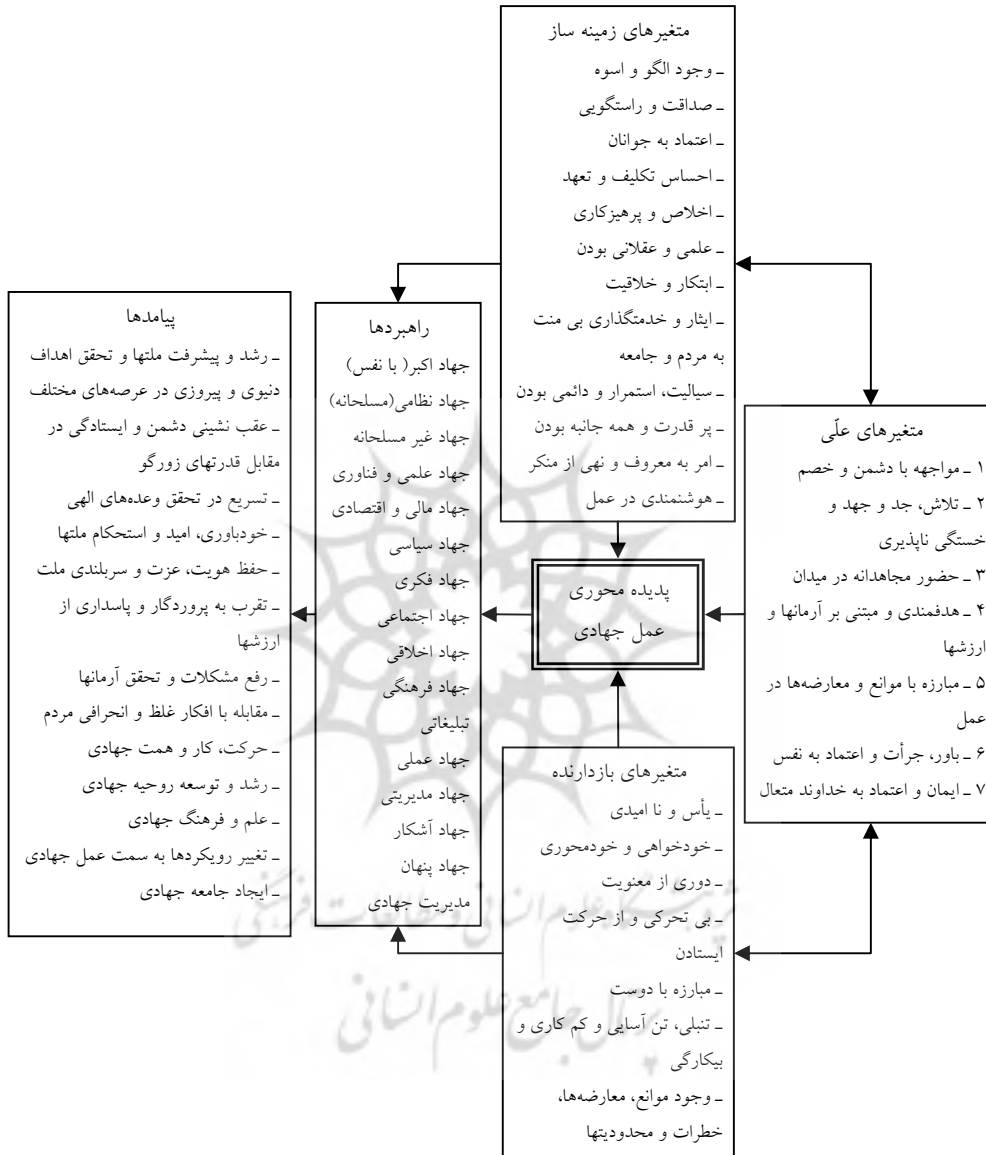 متغیرهای زمینه ساز
ـ وجود الگو و اسوه
ـ صداقت و راستگویی
ـ اعتماد به جوانان
ـ احساس تکلیف و تعهد
ـ اخلاص و پرهیزکاری
ـ علمی و عقلانی بودن
ـ ابتکار و خلاقیت
ـ ایثار و خدمتگذاری بی منت
به مردم و جامعه
ـ سیالیت، استمرار و دائمی بودن
ـ پر قدرت و همه جانبه بودن
ـ امر به معروف و نهی از منکر
ـ هوشنمندی در عمل
متغیرهای علّی
۱ ـ مواجهه با دشمن و خصم
۲ ـ تلاش، جد و جهد و
خستگی ناپذیری
۳ ـ حضور مجاهدانه در میدان
۴ ـ هدفمندی و مبتنی بر آرمانها و
ارزشها
۵ ـ مبارزه با موانع و معارضه‌ها در
عمل
۶ ـ باور، جرأت و اعتماد به نفس
۷ ـ ایمان و اعتماد به خداوند متعال
پدیده محوری
عمل جهادی
متغیرهای بازدارنده
ـ یأس و نا امیدی
ـ خودخواهی و خودمحوری
ـ دوری از معنویت
ـ بی تحرکی و از حرکت
ایستادن
ـ مبارزه با دوست
ـ تنبلی، تن آسایی و کم کاری و
بیکارگی
ـ وجود موانع، معارضه‌ها،
خطرات و محدودیتها
راهبردها
جهاد اکبر( با نفس)
جهاد نظامی(مسلحانه)
جهاد غیر مسلحانه
جهاد علمی و فناوری
جهاد مالی و اقتصادی
جهاد سیاسی
جهاد فکری
جهاد اجتماعی
جهاد اخلاقی
جهاد فرهنگی
تبلیغاتی
جهاد عملی
جهاد مدیریتی
جهاد آشکار
جهاد پنهان
مدیریت جهادی
پیامدها
ـ رشد و پیشرفت ملتها و تحقق اهداف
دنیوی و پیروزی در عرصه‌های مختلف
ـ عقب نشینی دشمن و ایستادگی در
مقابل قدرتهای زورگو
ـ تسریع در تحقق وعده‌های الهی
ـ خودباوری، امید و استحکام ملتها
ـ حفظ هویت، عزت و سربلندی ملت
ـ تقرب به پروردگار و پاسداری از
ارزشها
ـ رفع مشکلات و تحقق آرمانها
ـ مقابله با افکار غلط و انحرافی مردم
ـ حرکت، کار و همت جهادی
ـ رشد و توسعه روحیه جهادی
ـ علم و فرهنگ جهادی
ـ تغییر رویکردها به سمت عمل جهادی
ـ ایجاد جامعه جهادی
پژوهشگاه علوم انسانی و مطالعات فرهنگی
پرتال جامع علوم انسانی